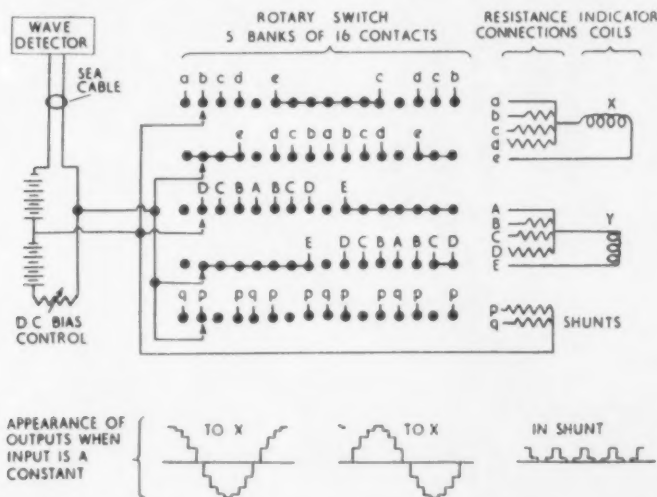 WAVE
DETECTOR
SEA
CABLE
D.C BIAS
CONTROL
ROTARY SWITCH
5 BANKS OF 16 CONTACTS
RESISTANCE INDICATOR
CONNECTIONS COILS
a b c d e c d c b
e d c b a b c d e
D C B A B C D E
E D C B A B C D
q p p q p p q p p q p p
a
b
c
d
e
X
A
B
C
D
E
Y
p
q
SHUNTS
APPEARANCE OF
OUTPUTS WHEN
INPUT IS A
CONSTANT
TO X
TO X
IN SHUNT